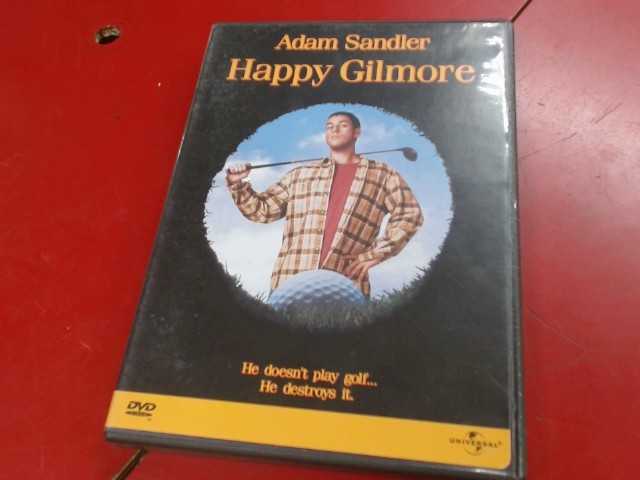 Adam Sandler
Happy Gilmore
He doesn't play golf...
He destroys it.
DVD
UNIVERSAL